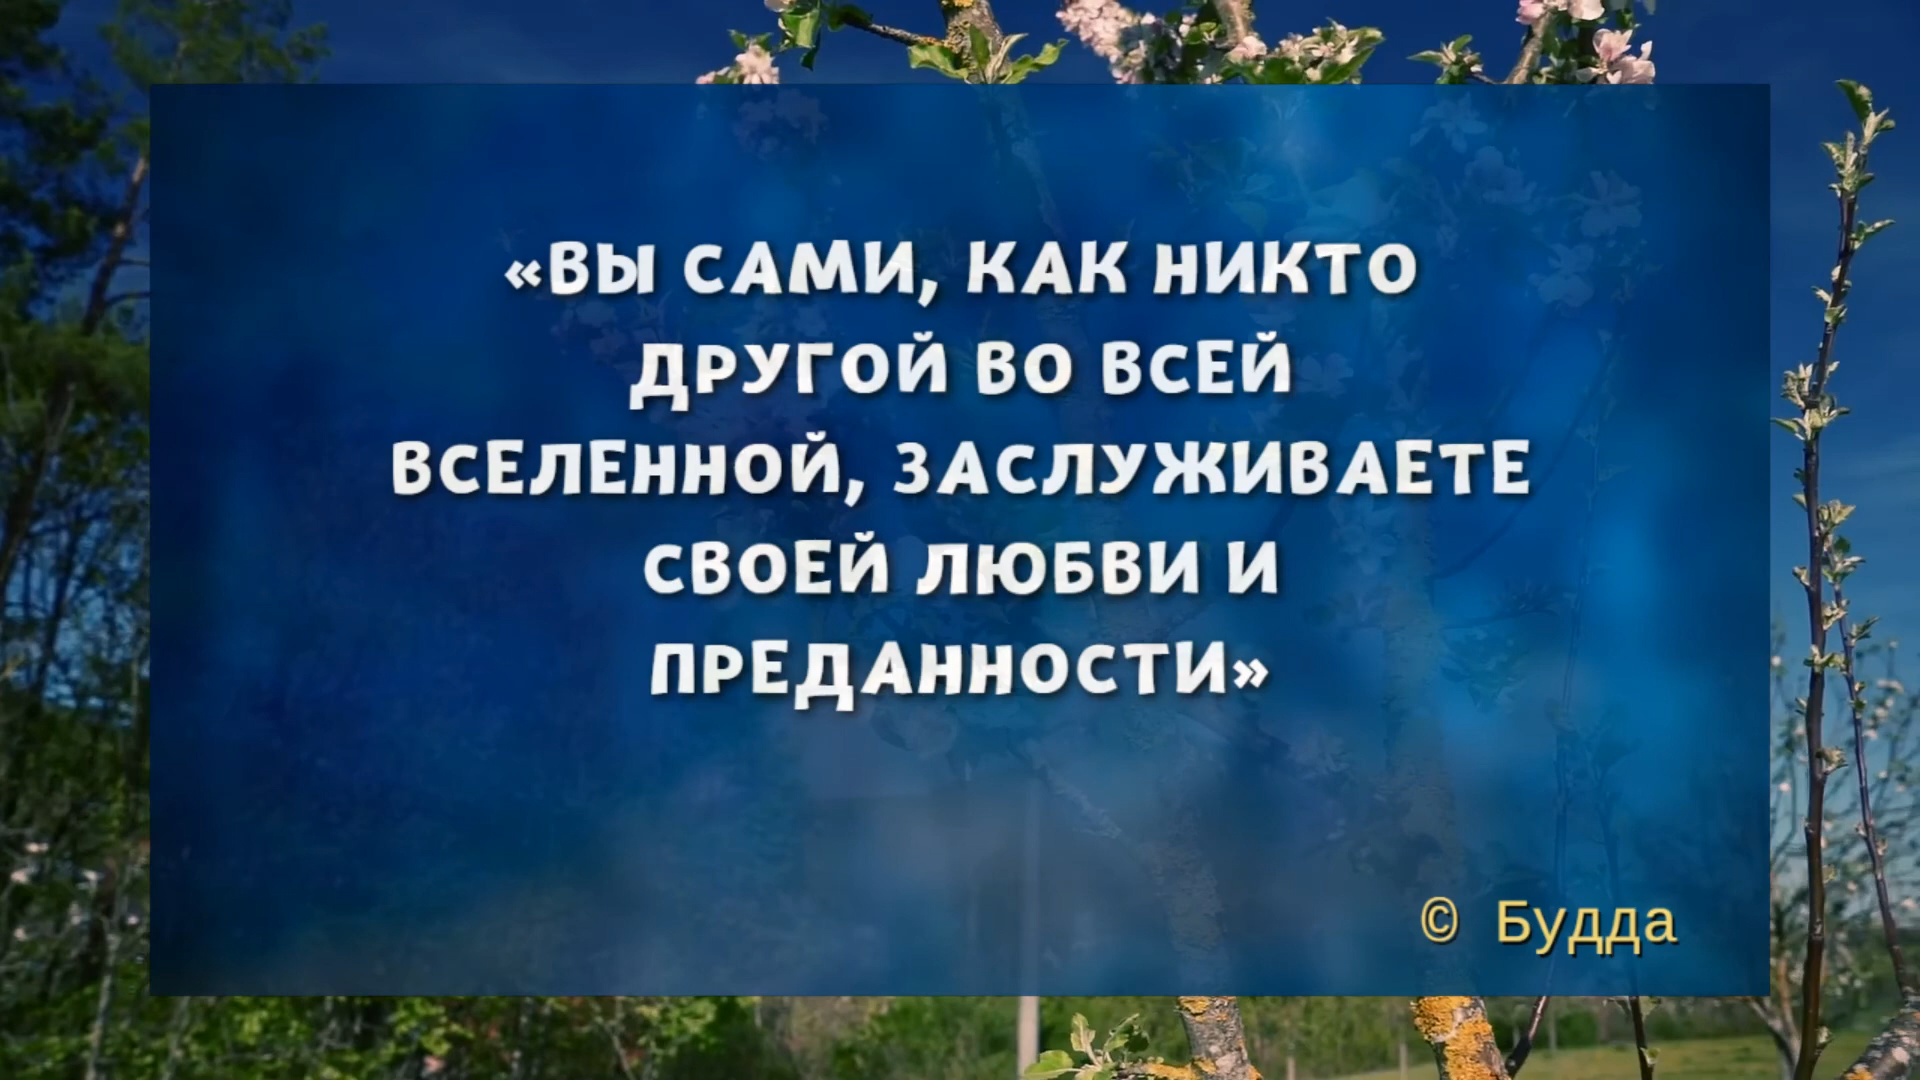 «ВЫ САМИ, КАК НИКТО
ДРУГОЙ ВО ВСЕЙ
ВСЕЛЕННОЙ, ЗАСЛУЖИВАЕТЕ
СВОЕЙ ЛЮБВИ И
ПРЕДАННОСТИ»
© Будда